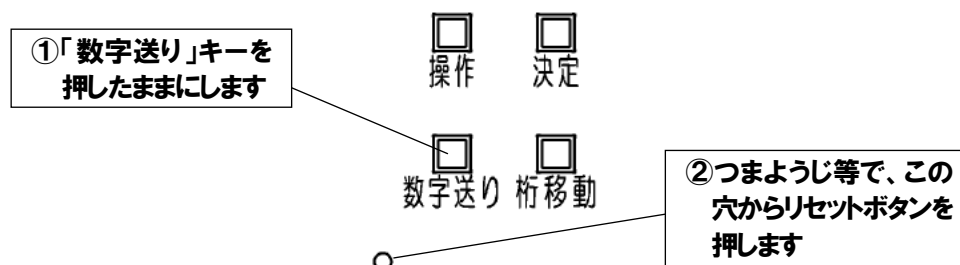 ①「数字送り」キーを
押したままにします
操作 決定
数字送り 桁移動
②つまようじ等で、この
穴からリセットボタンを
押します